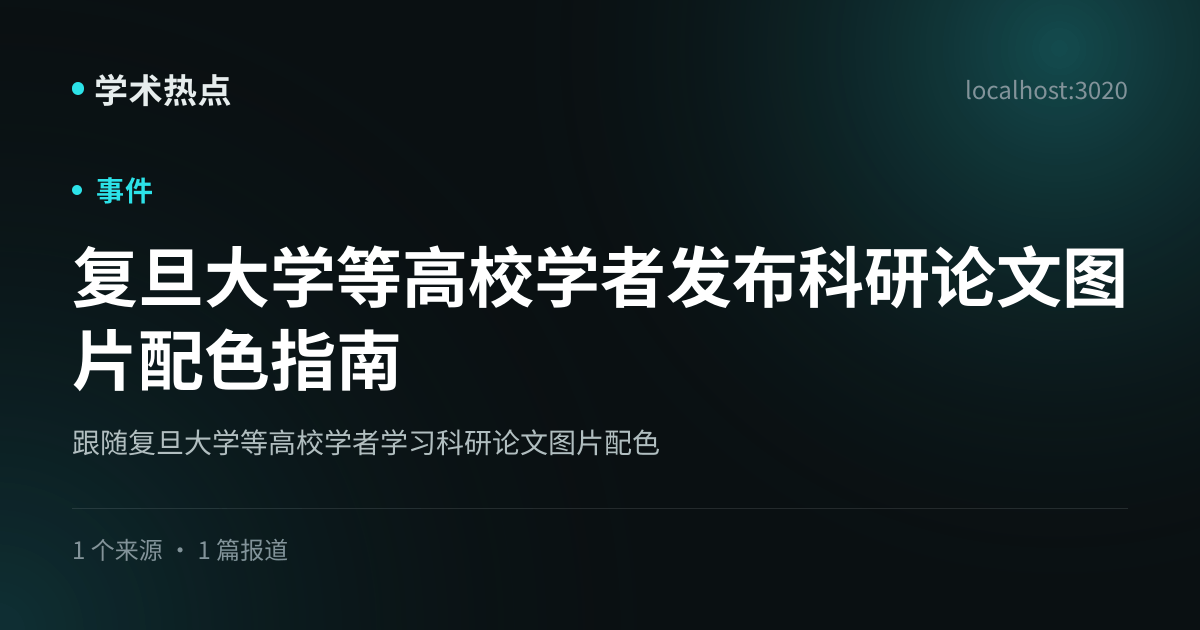 学术热点
localhost:3020
事件
复旦大学等高校学者发布科研论文图
片配色指南
跟随复旦大学等高校学者学习科研论文图片配色
1 个来源 · 1 篇报道